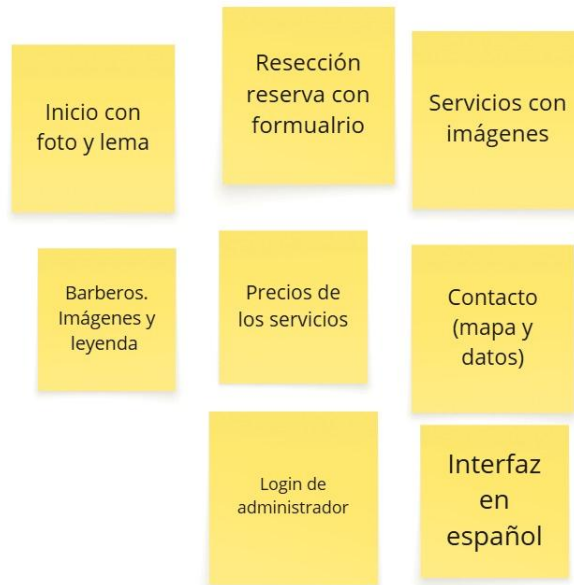 Inicio con
foto y lema
Resección
reserva con
formualrio
Servicios con
imágenes
Barberos.
Imágenes y
leyenda
Precios de
los servicios
Contacto
(mapa y
datos)
Login de
administrador
Interfaz
en
español